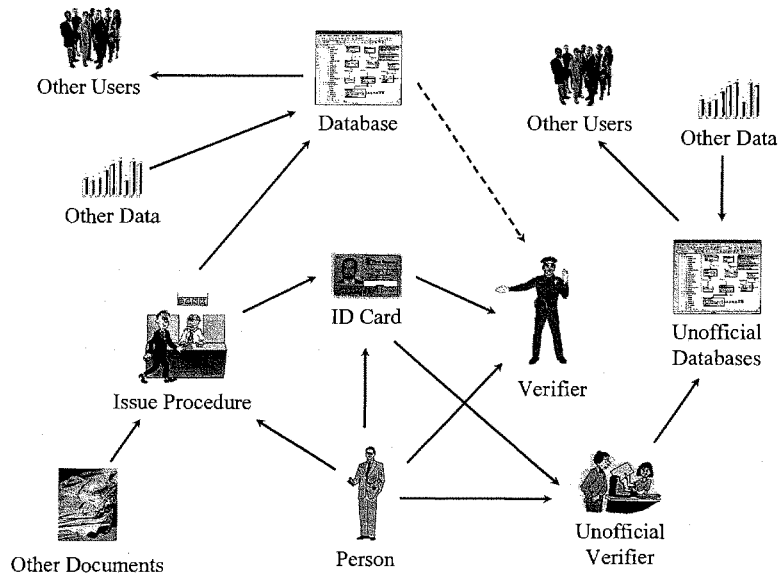 Other Users
Database
Other Users
Other Data
Other Data
ID Card
Unofficial
Databases
Verifier
Issue Procedure
Unofficial
Verifier
Person
Other Documents